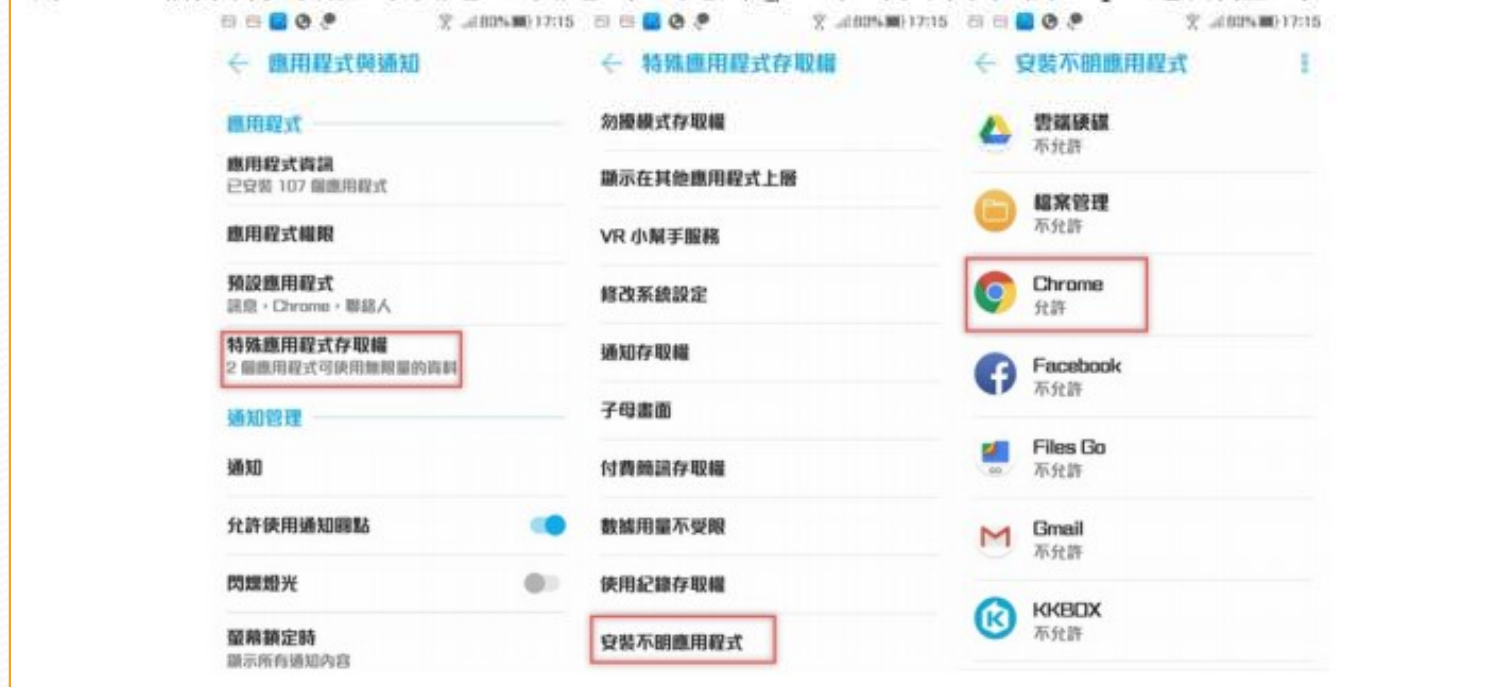 80% 17:15
應用程式與通知
應用程式
應用程式資訊
已安裝 107 個應用程式
應用程式權限
預設應用程式
訊息，Chrome，聯絡人
特殊應用程式存取權
2 個應用程式可使用無限量的資料
通知管理
通知
允許使用通知圓點
閃爍燈光
螢幕鎖定時
顯示所有通知內容
80% 17:15
特殊應用程式存取權
勿擾模式存取權
顯示在其他應用程式上層
VR 小幫手服務
修改系統設定
通知存取權
子母畫面
付費簡訊存取權
數據用量不受限
使用紀錄存取權
安裝不明應用程式
80% 17:15
安裝不明應用程式
雲端硬碟
不允許
檔案管理
不允許
Chrome
允許
Facebook
不允許
Files Go
不允許
Gmail
不允許
KKBOX
不允許